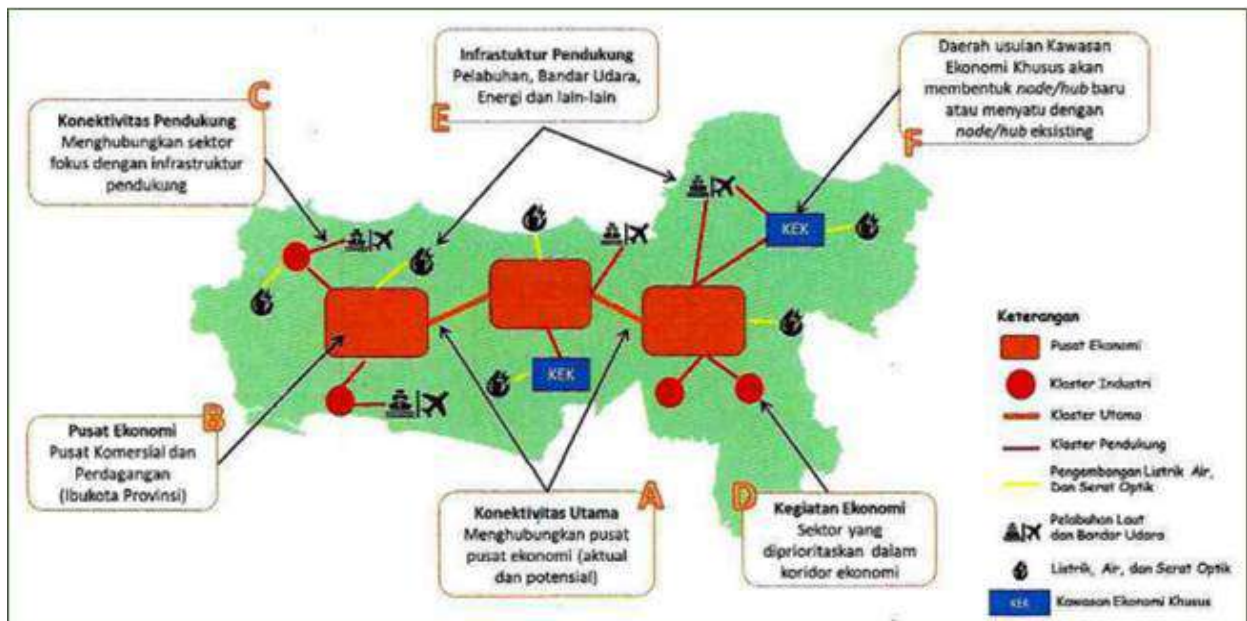 Infrastuktur Pendukung
Pelabuhan, Bandar Udara,
Energi dan lain-lain
E
Daerah usulan Kawasan
Ekonomi Khusus akan
membentuk node/hub baru
atau menyatu dengan
node/hub eksisting
F
C
Konektivitas Pendukung
Menghubungkan sektor
fokus dengan infrastruktur
pendukung
KEK
KEK
B
Pusat Ekonomi
Pusat Komersial dan
Perdagangan
(Ibukota Provinsi)
A
Konektivitas Utama
Menghubungkan pusat
pusat ekonomi (aktual
dan potensial)
D
Kegiatan Ekonomi
Sektor yang
diprioritaskan dalam
koridor ekonomi
Keterangan
Pusat Ekonomi
Klaster Industri
Klaster Utama
Klaster Pendukung
Pengembangan Listrik Air,
Dan Serat Optik
Pelabuhan Laut
dan Bandar Udara
Listrik, Air, dan Serat Optik
KEK
Kawasan Ekonomi Khusus